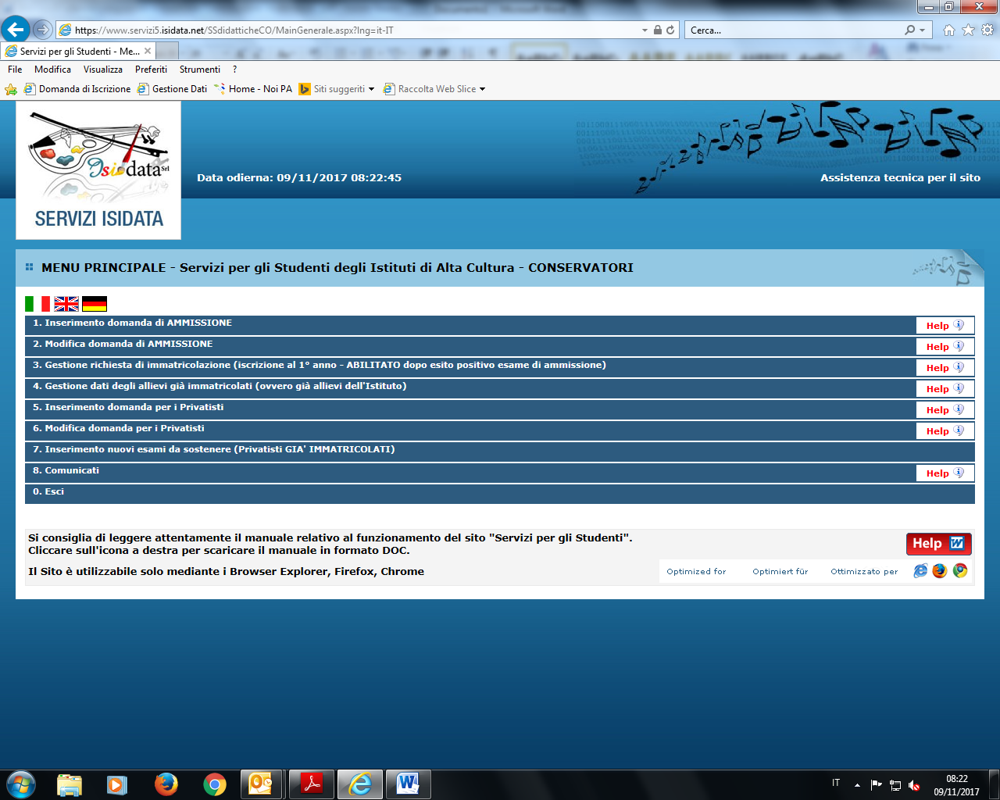 https://www.servizi5.isidata.net/SSdidatticheCO/MainGenerale.aspx?lng=it-IT
Cerca...
Servizi per gli Studenti - Me...
File Modifica Visualizza Preferiti Strumenti ?
Domanda di Iscrizione Gestione Dati Home - Noi PA Siti suggeriti Raccolta Web Slice
Isidata Srl
SERVIZI ISIDATA
Data odierna: 09/11/2017 08:22:45
Assistenza tecnica per il sito
MENU PRINCIPALE - Servizi per gli Studenti degli Istituti di Alta Cultura - CONSERVATORI
1. Inserimento domanda di AMMISSIONE Help
2. Modifica domanda di AMMISSIONE Help
3. Gestione richiesta di immatricolazione (iscrizione al 1° anno - ABILITATO dopo esito positivo esame di ammissione) Help
4. Gestione dati degli allievi già immatricolati (ovvero già allievi dell'Istituto) Help
5. Inserimento domanda per i Privatisti Help
6. Modifica domanda per i Privatisti Help
7. Inserimento nuovi esami da sostenere (Privatisti GIA' IMMATRICOLATI)
8. Comunicati Help
0. Esci
Si consiglia di leggere attentamente il manuale relativo al funzionamento del sito "Servizi per gli Studenti".
Cliccare sull'icona a destra per scaricare il manuale in formato DOC.
Help
Il Sito è utilizzabile solo mediante i Browser Explorer, Firefox, Chrome
Optimized for Optimiert für Ottimizzato per
IT
08:22
09/11/2017